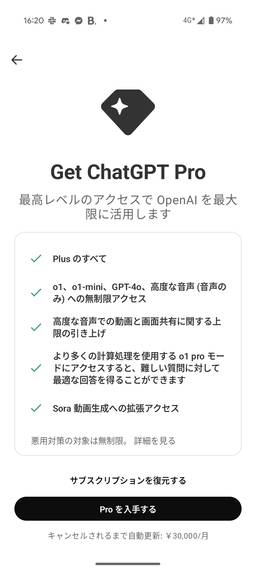 16:20
4G+ 97%
Get ChatGPT Pro
最高レベルのアクセスで OpenAI を最大
限に活用します
Plus のすべて
o1、o1-mini、GPT-4o、高度な音声 (音声の
み) への無制限アクセス
高度な音声での動画と画面共有に関する上
限の引き上げ
より多くの計算処理を使用する o1 pro モー
ドにアクセスすると、難しい質問に対して
最適な回答を得ることができます
Sora 動画生成への拡張アクセス
悪用対策の対象は無制限。 詳細を見る
サブスクリプションを復元する
Pro を入手する
キャンセルされるまで自動更新: ￥30,000/月